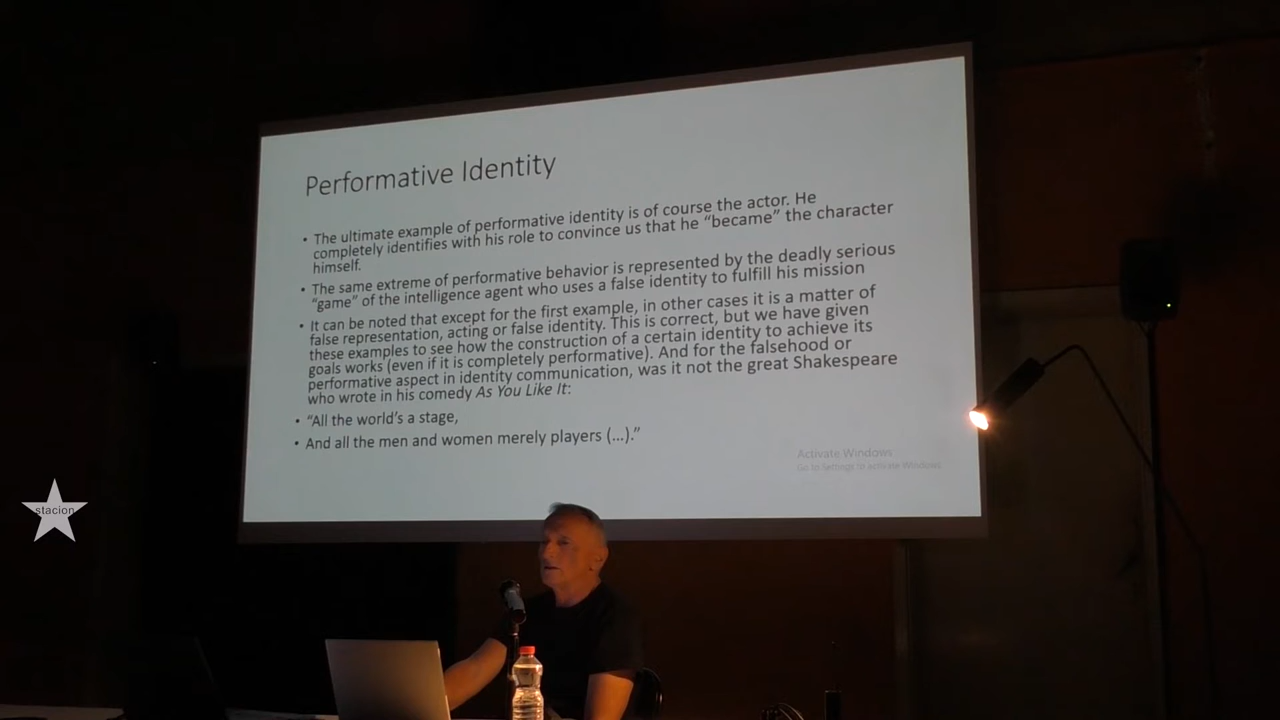 Performative Identity
• The ultimate example of performative identity is of course the actor. He
completely identifies with his role to convince us that he “became” the character
himself.
• The same extreme of performative behavior is represented by the deadly serious
“game” of the intelligence agent who uses a false identity to fulfill his mission
• It can be noted that except for the first example, in other cases it is a matter of
false representation, acting or false identity. This is correct, but we have given
these examples to see how the construction of a certain identity to achieve its
goals works (even if it is completely performative). And for the falsehood or
performative aspect in identity communication, was it not the great Shakespeare
who wrote in his comedy As You Like It:
• “All the world’s a stage,
• And all the men and women merely players (...).”
Activate Windows
Go to Settings to activate Windows.
stacion